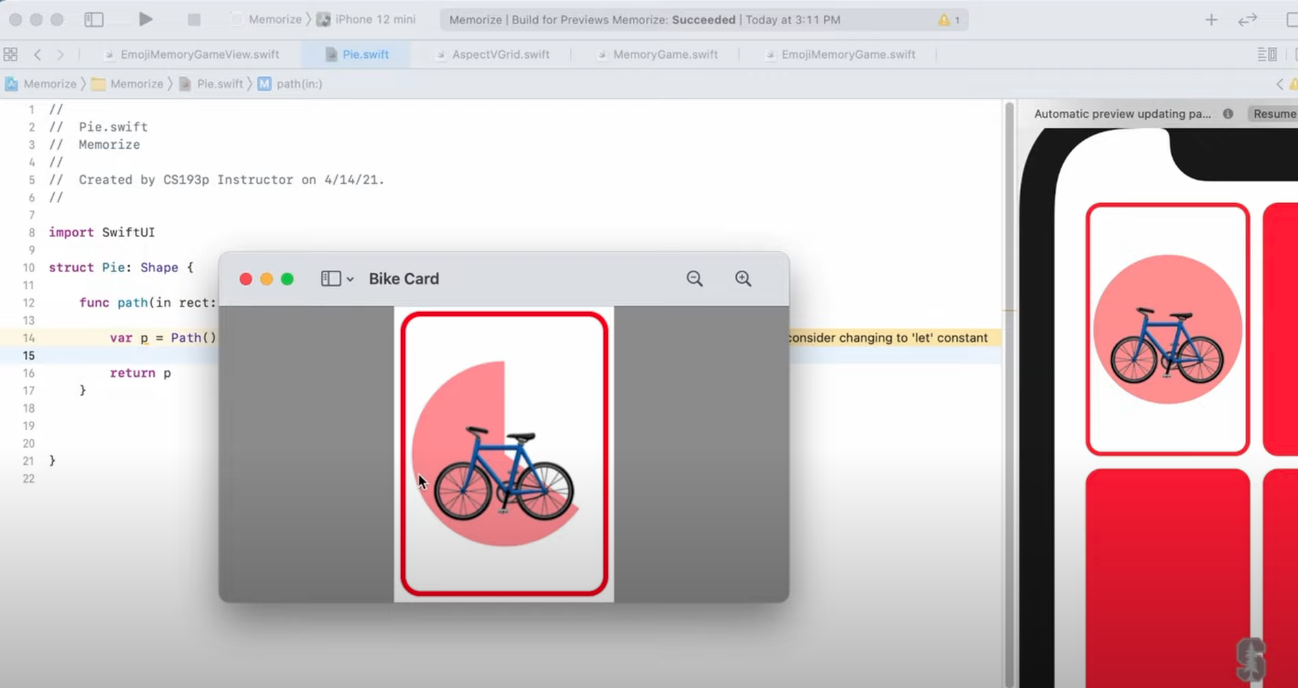 Memorize 〉 iPhone 12 mini
Memorize | Build for Previews Memorize: Succeeded | Today at 3:11 PM
1
EmojiMemoryGameView.swift
Pie.swift
AspectVGrid.swift
MemoryGame.swift
EmojiMemoryGame.swift
Memorize 〉 Memorize 〉 Pie.swift 〉 M path(in:)
Automatic preview updating pa...
Resume
1 //
2 //  Pie.swift
3 //  Memorize
4 //
5 //  Created by CS193p Instructor on 4/14/21.
6 //
7
8 import SwiftUI
9
10 struct Pie: Shape {
11
12     func path(in rect:
13
14         var p = Path()
consider changing to 'let' constant
15
16         return p
17     }
18
19
20
21 }
22
Bike Card
S